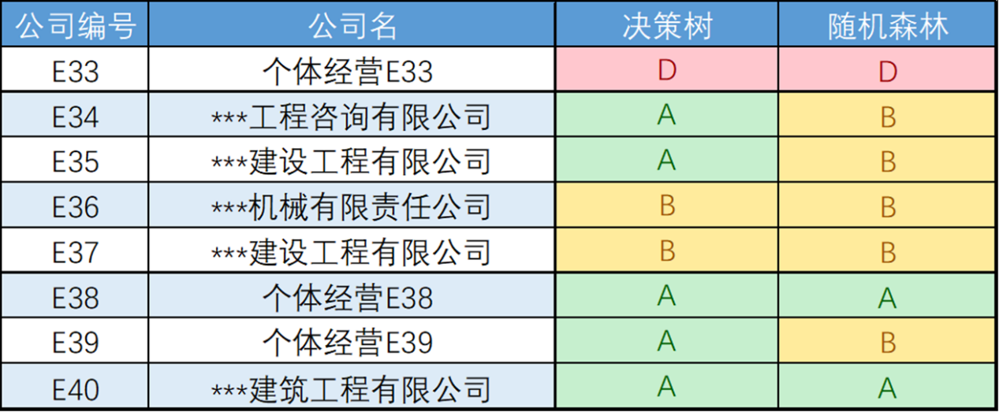 公司编号 公司名 决策树 随机森林
E33 个体经营E33 D D
E34 ***工程咨询有限公司 A B
E35 ***建设工程有限公司 A B
E36 ***机械有限责任公司 B B
E37 ***建设工程有限公司 B B
E38 个体经营E38 A A
E39 个体经营E39 A B
E40 ***建筑工程有限公司 A A